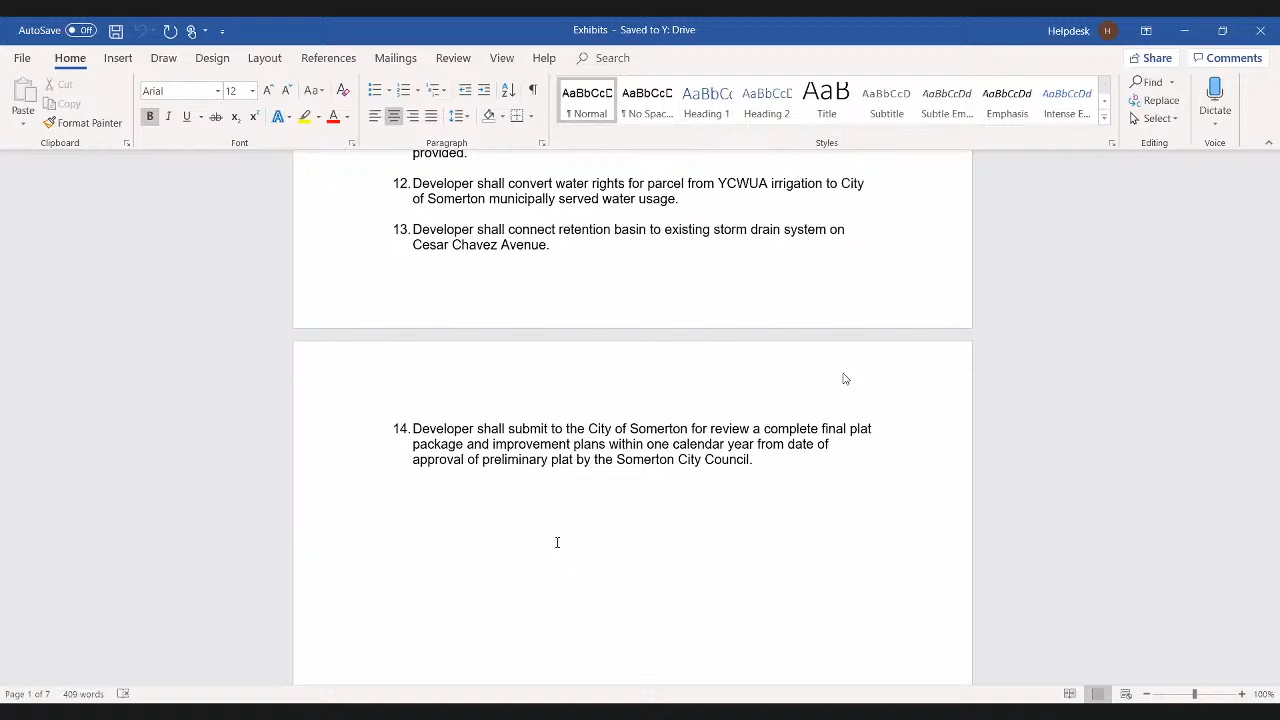 AutoSave Off
Exhibits - Saved to Y: Drive
Helpdesk H
File Home Insert Draw Design Layout References Mailings Review View Help Search Share Comments
Paste
Cut
Copy
Format Painter
Clipboard
Arial 12
Font
Paragraph
AaBbCcD ¶ Normal
AaBbCcD ¶ No Spac...
AaBbCc Heading 1
AaBbCcD Heading 2
AaB Title
AaBbCcD Subtitle
AaBbCcDd Subtle Em...
AaBbCcDd Emphasis
AaBbCcDd Intense E...
Styles
Find
Replace
Select
Editing
Dictate
Voice
provided.
12. Developer shall convert water rights for parcel from YCWUA irrigation to City
of Somerton municipally served water usage.
13. Developer shall connect retention basin to existing storm drain system on
Cesar Chavez Avenue.
14. Developer shall submit to the City of Somerton for review a complete final plat
package and improvement plans within one calendar year from date of
approval of preliminary plat by the Somerton City Council.
Page 1 of 7 409 words 100%